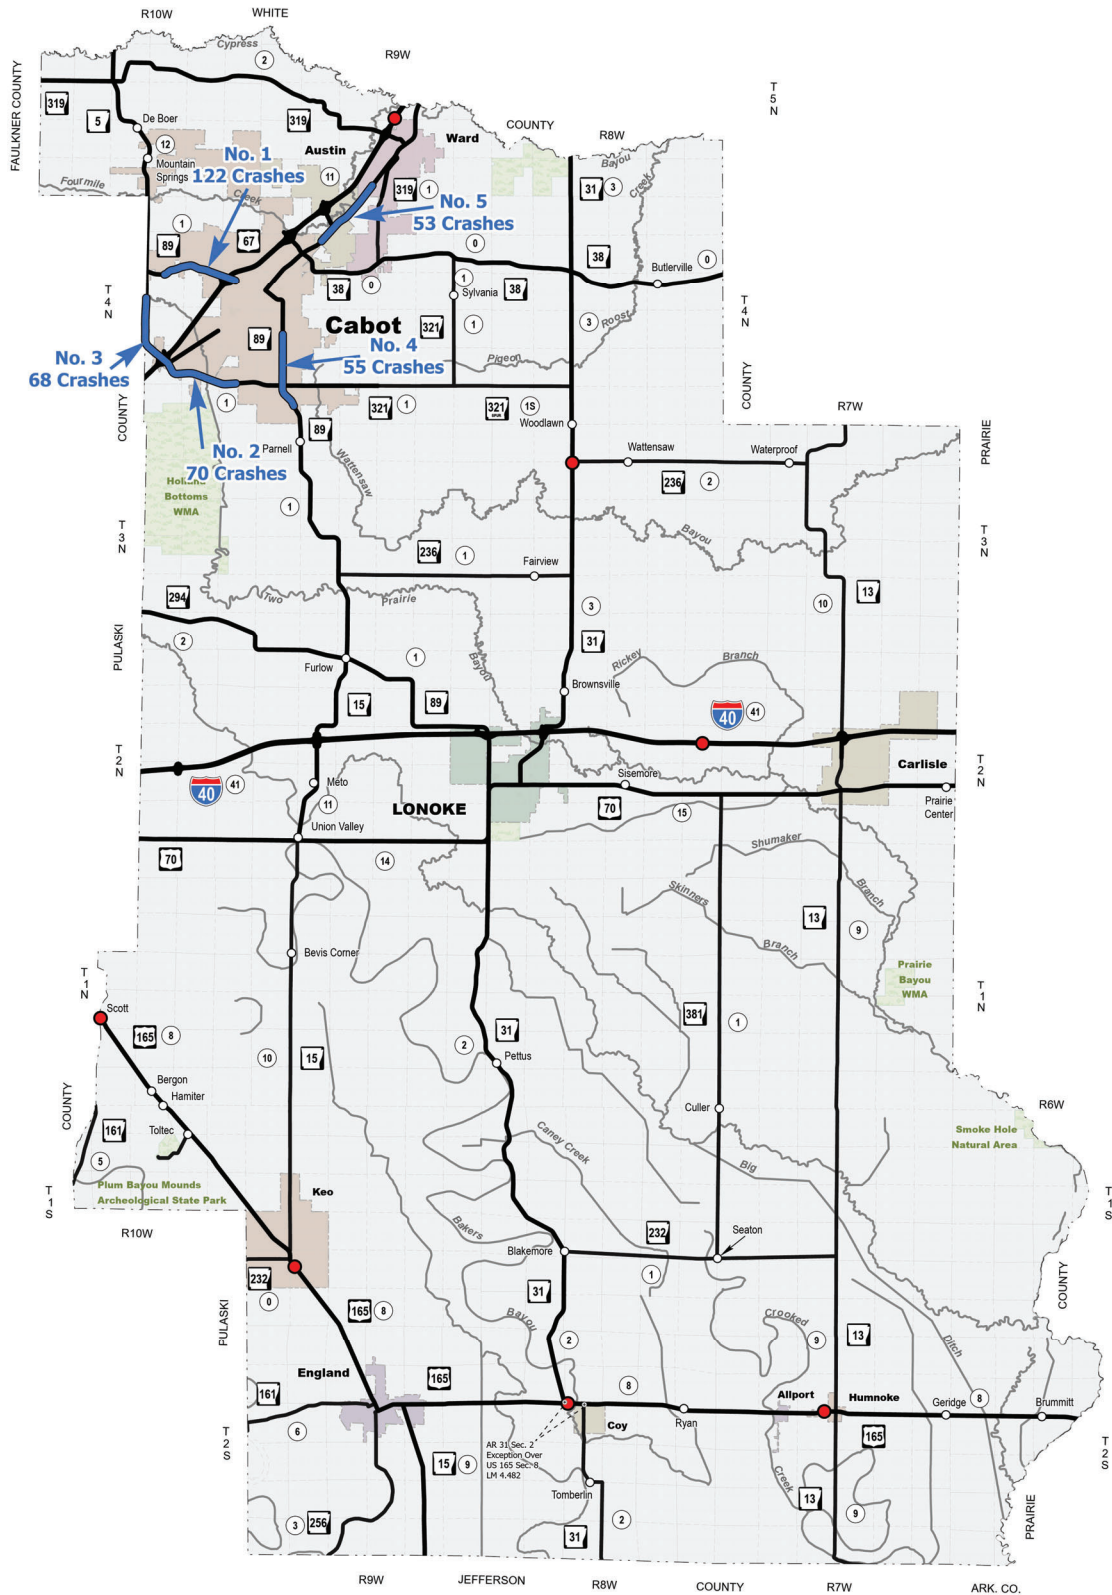 R10W
WHITE
Cypress
2
R9W
FAULKNER COUNTY
319
5
De Boer
319
Austin
Ward
COUNTY
R8W
T5N
12
Mountain
Springs
No. 1
122 Crashes
11
Fourmile
Creek
319
1
No. 5
53 Crashes
31
3
Bayou
Creek
1
89
67
0
38
Butlerville
0
38
0
1
Sylvania
38
T4N
Cabot
321
1
3
Roost
T4N
89
No. 4
55 Crashes
Pigeon
No. 3
68 Crashes
COUNTY
1
321
1
321
SPUR
1S
COUNTY
R7W
No. 2
70 Crashes
89
Parnell
Woodlawn
Wattensaw
Waterproof
PRAIRIE
Wattensaw
236
2
Holland
Bottoms
WMA
1
Bayou
T3N
236
1
Fairview
T3N
294
Two
Prairie
3
10
13
2
PULASKI
Furlow
1
Bayou
31
Rickey
Branch
15
89
Brownsville
40
41
T2N
40
41
Meto
11
LONOKE
Sisemore
70
15
Carlisle
Prairie
Center
T2N
Union Valley
70
14
Shumaker
Branch
Skinners
Branch
13
9
Bevis Corner
Prairie
Bayou
WMA
T1N
Scott
165
8
10
15
2
31
Pettus
381
1
T1N
Bergon
Hamiter
Toltec
COUNTY
161
5
Culler
R6W
Smoke Hole
Natural Area
Caney Creek
Big
Plum Bayou Mounds
Archeological State Park
T1S
R10W
Keo
Bakers
232
Seaton
T1S
Blakemore
1
232
0
COUNTY
31
PULASKI
165
8
Bayou
2
Crooked
9
13
Ditch
England
165
161
8
Allport
Humnoke
Geridge
8
Brummitt
6
Coy
Ryan
165
T2S
AR 31 Sec. 2
Exception Over
US 165 Sec. 8
LM 4.482
T2S
15
9
Creek
Tomberlin
13
9
3
256
31
2
PRAIRIE
R9W
JEFFERSON
R8W
COUNTY
R7W
ARK. CO.